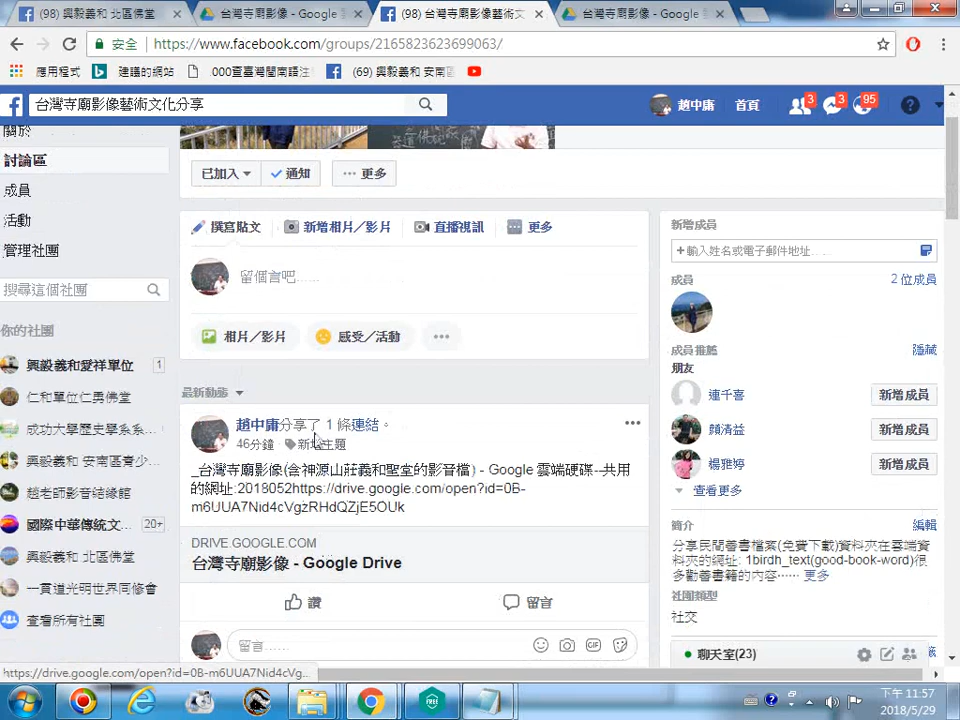 (98) 興毅義和 北區佛堂
台灣寺廟影像 - Google
(98) 台灣寺廟影像藝術文
台灣寺廟影像 - Google
安全 https://www.facebook.com/groups/2165823623699063/
應用程式
建議的網站
000查臺灣閩南語
(69) 興毅義和 安南區
台灣寺廟影像藝術文化分享
趙中庸
首頁
3
3
95
關於
討論區
成員
活動
管理社團
搜尋這個社團
你的社團
興毅義和愛祥單位
1
仁和單位仁勇佛堂
成功大學歷史學系系...
興毅義和 安南區青少...
趙老師影音結緣館
國際中華傳統文...
20+
興毅義和 北區佛堂
一貫道光明世界同修會
查看所有社團
已加入
通知
更多
撰寫貼文
新增相片/影片
直播視訊
更多
留個言吧......
相片/影片
感受/活動
最新動態
趙中庸分享了 1 條連結。
46分鐘
新增主題
_台灣寺廟影像(含神源山莊義和聖堂的影音檔) - Google 雲端硬碟--共用
的網址:2018052https://drive.google.com/open?id=0B-
m6UUA7Nid4cVgzRHdQZjE5OUk
DRIVE.GOOGLE.COM
台灣寺廟影像 - Google Drive
讚
留言
留言......
GIF
新增成員
+輸入姓名或電子郵件地址...
成員
2 位成員
成員推薦
隱藏
朋友
連千喜
新增成員
顏清益
新增成員
楊雅婷
新增成員
查看更多
簡介
編輯
分享民間善書檔案(免費下載)資料夾在雲端資
料夾的網址: 1birdh_text(good-book-word)很
多勸善書籍的內容······ 更多
社團類型
社交
聊天室(23)
https://drive.google.com/open?id=0B-m6UUA7Nid4cVg...
FREE
下午 11:57
2018/5/29